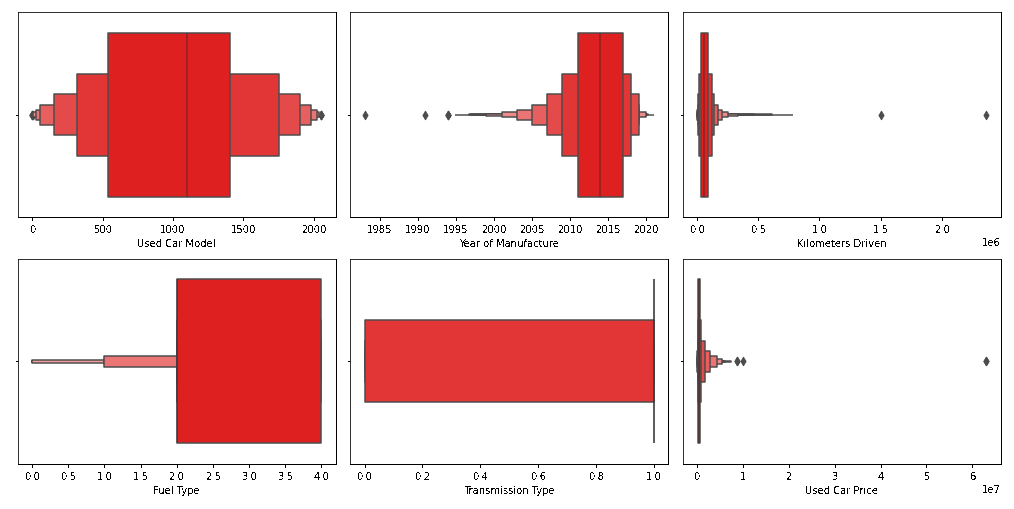 0 500 1000 1500 2000
Used Car Model
1985 1990 1995 2000 2005 2010 2015 2020
Year of Manufacture
0.0 0.5 1.0 1.5 2.0
1e6
Kilometers Driven
0.0 0.5 1.0 1.5 2.0 2.5 3.0 3.5 4.0
Fuel Type
0.0 0.2 0.4 0.6 0.8 1.0
Transmission Type
0 1 2 3 4 5 6
1e7
Used Car Price